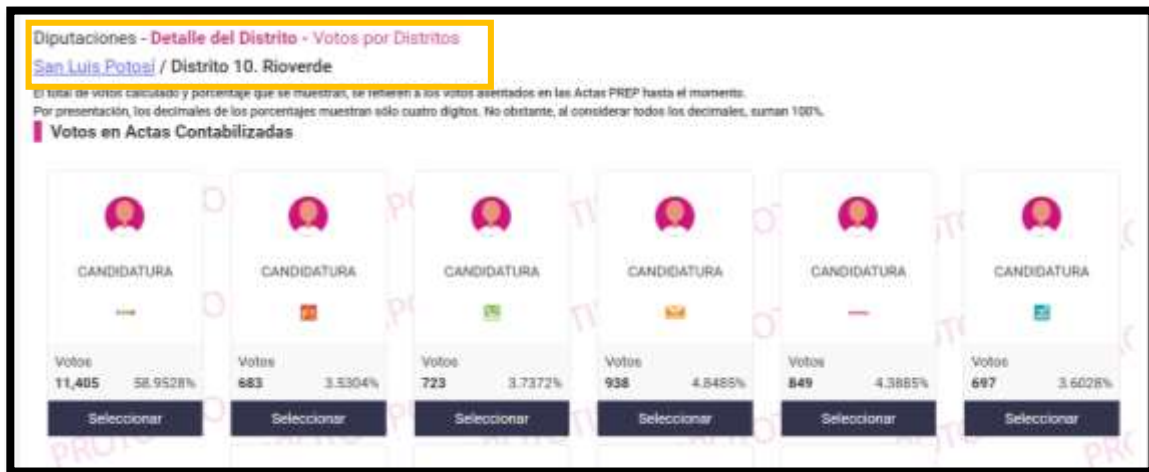 Diputaciones - Detalle del Distrito - Votos por Distritos
San Luis Potosí / Distrito 10. Rioverde
El total de votos calculado y porcentaje que se muestran, se refieren a los votos asentados en las Actas PREP hasta el momento.
Por presentación, los decimales de los porcentajes muestran sólo cuatro dígitos. No obstante, al considerar todos los decimales, suman 100%.
Votos en Actas Contabilizadas
CANDIDATURA CANDIDATURA CANDIDATURA CANDIDATURA CANDIDATURA CANDIDATURA
Votos Votos Votos Votos Votos Votos
11,405 58.9528% 683 3.5304% 723 3.7372% 938 4.8485% 849 4.3885% 697 3.6028%
Seleccionar Seleccionar Seleccionar Seleccionar Seleccionar Seleccionar